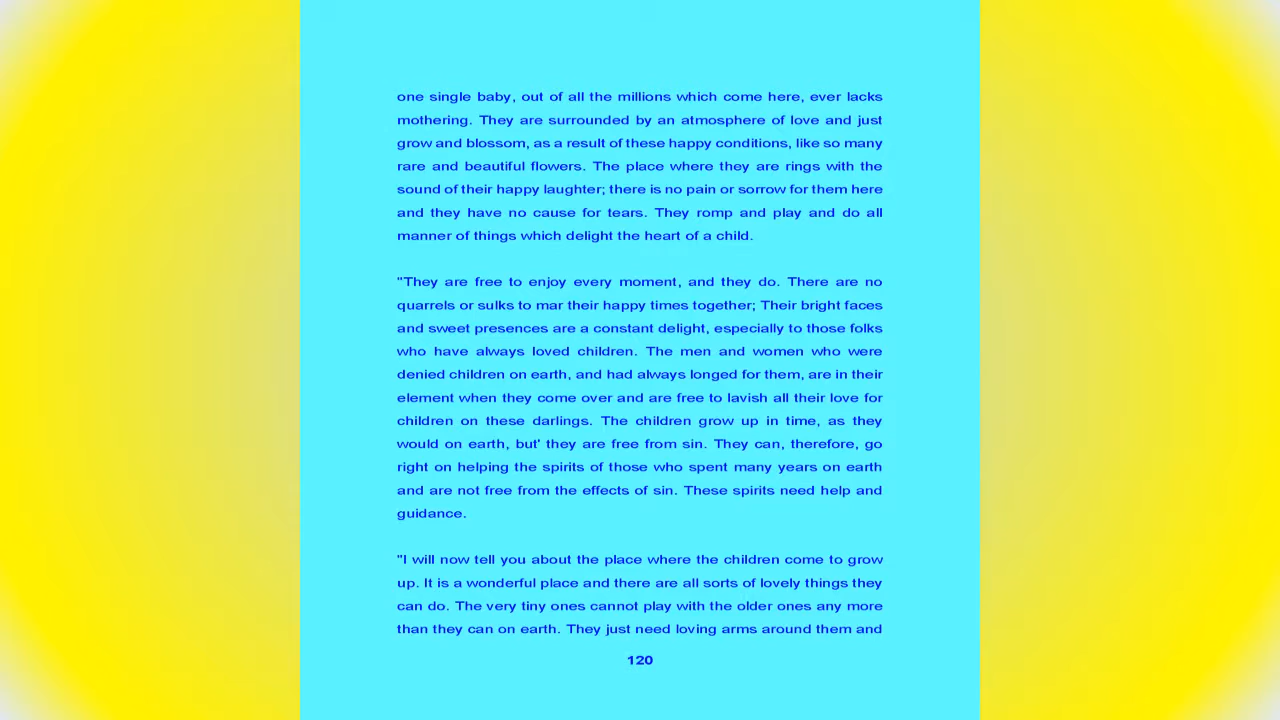 one single baby, out of all the millions which come here, ever lacks
mothering. They are surrounded by an atmosphere of love and just
grow and blossom, as a result of these happy conditions, like so many
rare and beautiful flowers. The place where they are rings with the
sound of their happy laughter; there is no pain or sorrow for them here
and they have no cause for tears. They romp and play and do all
manner of things which delight the heart of a child.
"They are free to enjoy every moment, and they do. There are no
quarrels or sulks to mar their happy times together; Their bright faces
and sweet presences are a constant delight, especially to those folks
who have always loved children. The men and women who were
denied children on earth, and had always longed for them, are in their
element when they come over and are free to lavish all their love for
children on these darlings. The children grow up in time, as they
would on earth, but' they are free from sin. They can, therefore, go
right on helping the spirits of those who spent many years on earth
and are not free from the effects of sin. These spirits need help and
guidance.
"I will now tell you about the place where the children come to grow
up. It is a wonderful place and there are all sorts of lovely things they
can do. The very tiny ones cannot play with the older ones any more
than they can on earth. They just need loving arms around them and
120